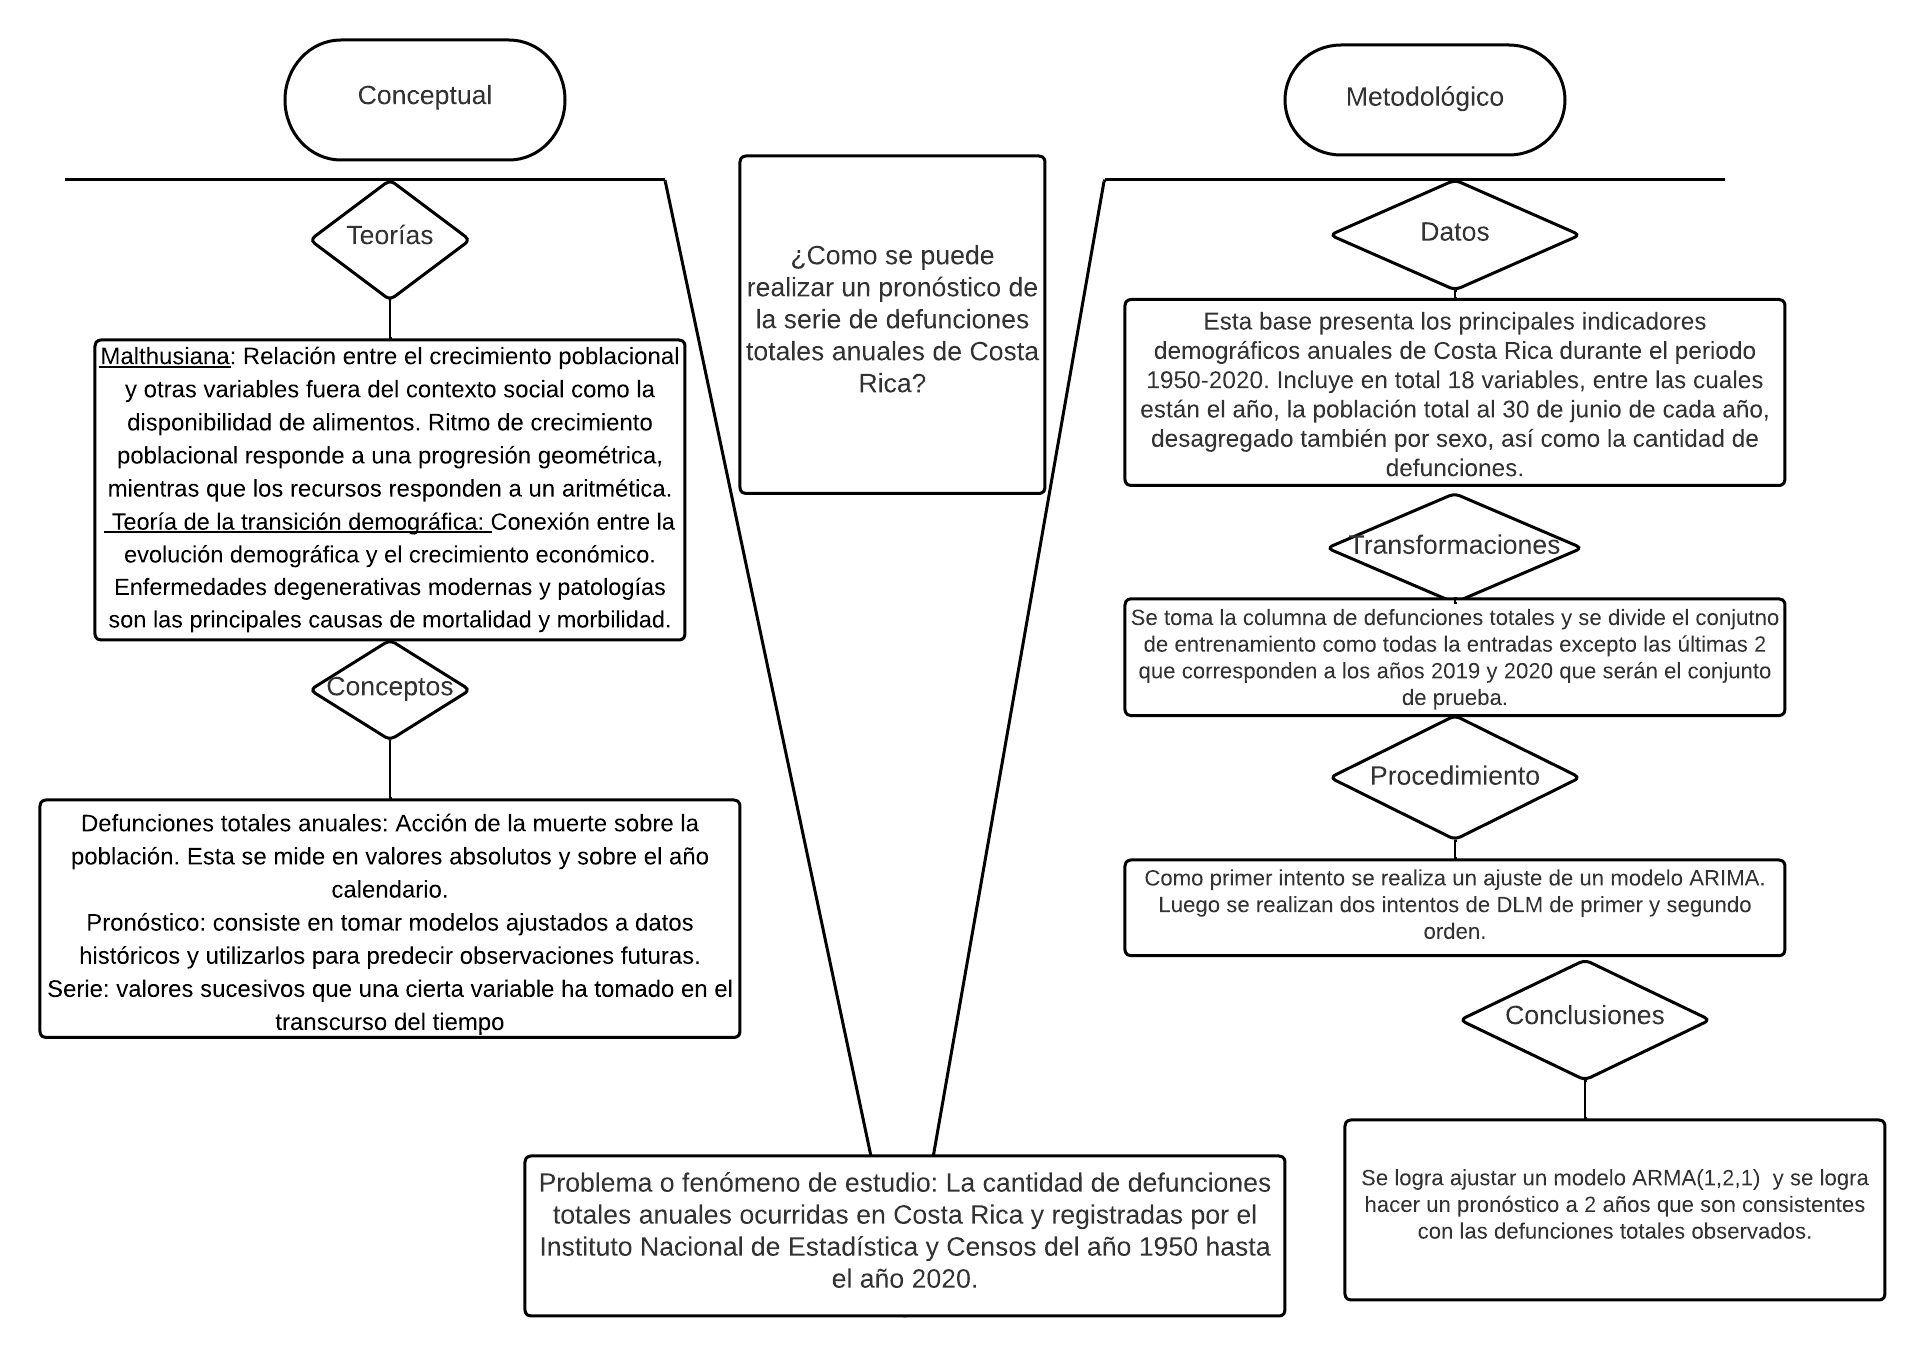 Conceptual
Teorías
Malthusiana: Relación entre el crecimiento poblacional
y otras variables fuera del contexto social como la
disponibilidad de alimentos. Ritmo de crecimiento
poblacional responde a una progresión geométrica,
mientras que los recursos responden a un aritmética.
Teoría de la transición demográfica: Conexión entre la
evolución demográfica y el crecimiento económico.
Enfermedades degenerativas modernas y patologías
son las principales causas de mortalidad y morbilidad.
Conceptos
Defunciones totales anuales: Acción de la muerte sobre la
población. Esta se mide en valores absolutos y sobre el año
calendario.
Pronóstico: consiste en tomar modelos ajustados a datos
históricos y utilizarlos para predecir observaciones futuras.
Serie: valores sucesivos que una cierta variable ha tomado en el
transcurso del tiempo
¿Como se puede
realizar un pronóstico de
la serie de defunciones
totales anuales de Costa
Rica?
Metodológico
Datos
Esta base presenta los principales indicadores
demográficos anuales de Costa Rica durante el periodo
1950-2020. Incluye en total 18 variables, entre las cuales
están el año, la población total al 30 de junio de cada año,
desagregado también por sexo, así como la cantidad de
defunciones.
Transformaciones
Se toma la columna de defunciones totales y se divide el conjutno
de entrenamiento como todas la entradas excepto las últimas 2
que corresponden a los años 2019 y 2020 que serán el conjunto
de prueba.
Procedimiento
Como primer intento se realiza un ajuste de un modelo ARIMA.
Luego se realizan dos intentos de DLM de primer y segundo
orden.
Conclusiones
Se logra ajustar un modelo ARMA(1,2,1)  y se logra
hacer un pronóstico a 2 años que son consistentes
con las defunciones totales observados.
Problema o fenómeno de estudio: La cantidad de defunciones
totales anuales ocurridas en Costa Rica y registradas por el
Instituto Nacional de Estadística y Censos del año 1950 hasta
el año 2020.